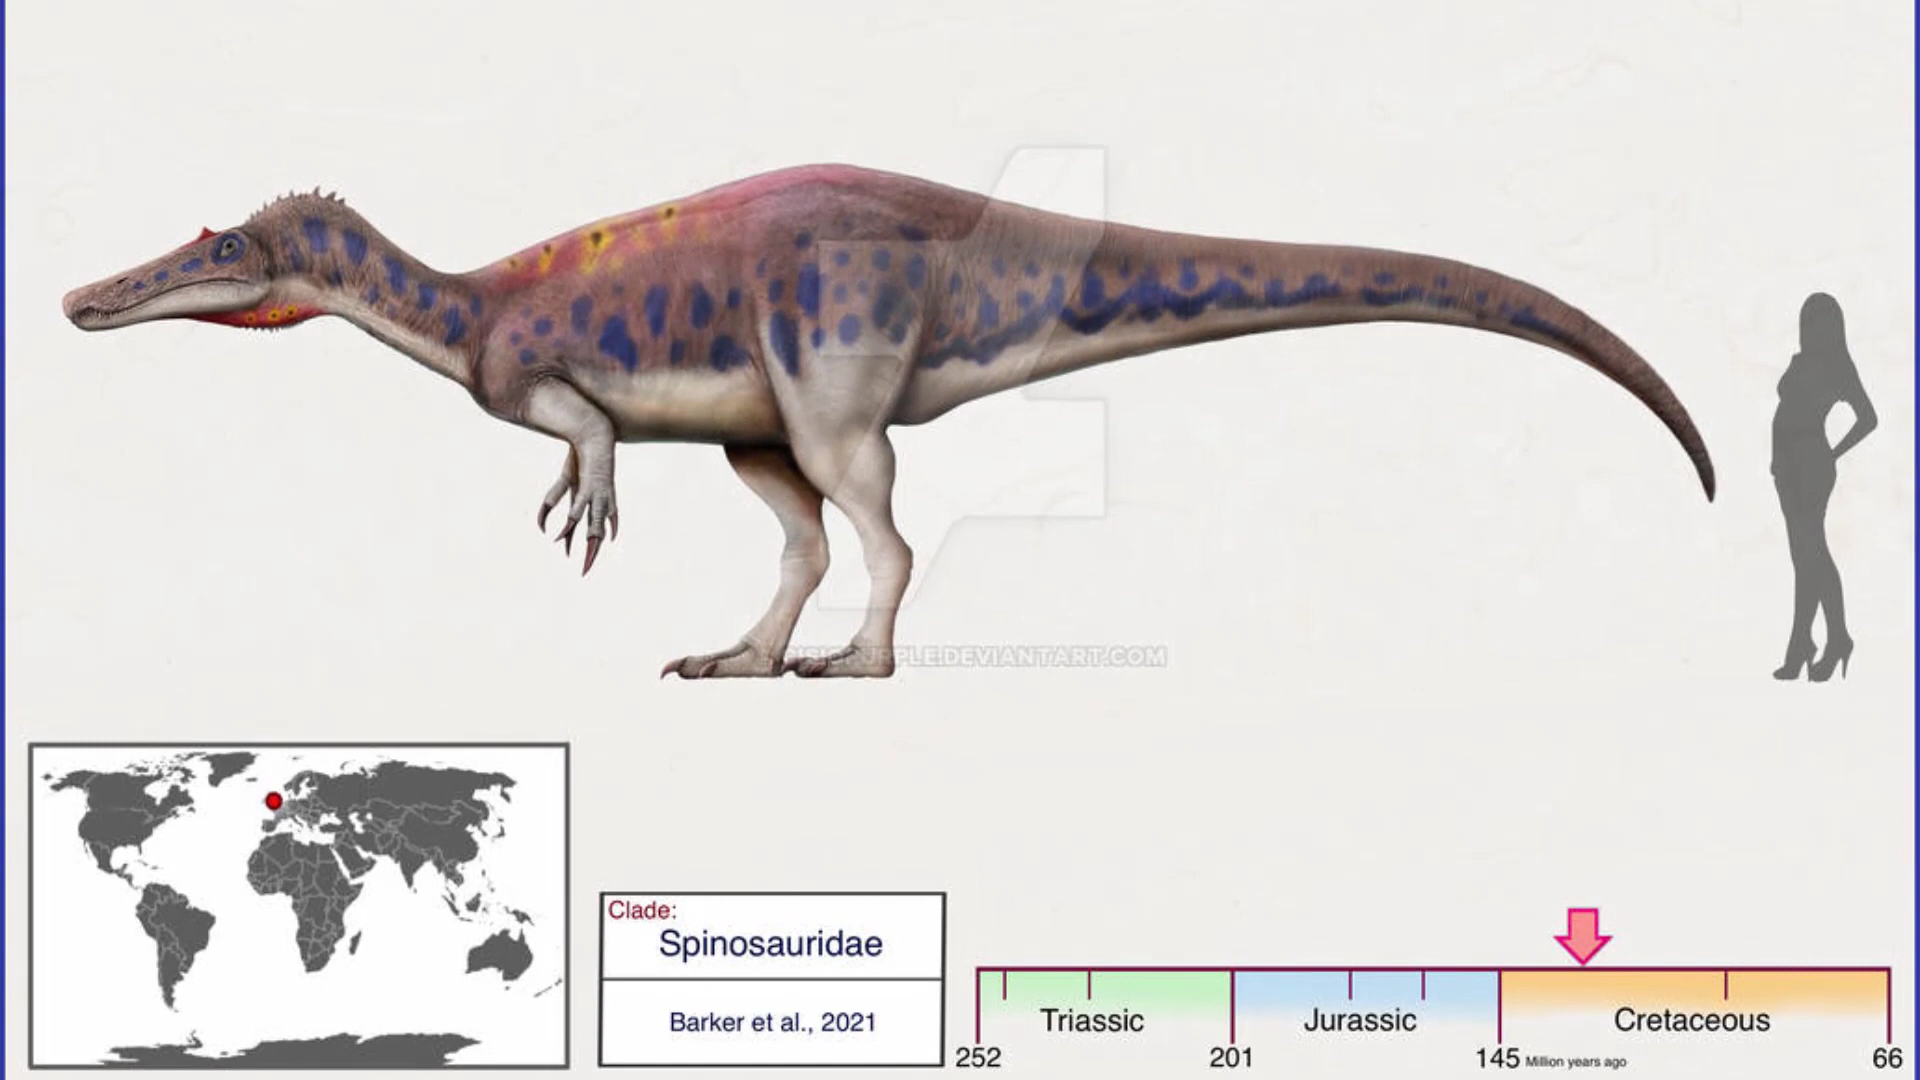 Clade:
Spinosauridae
Barker et al., 2021
Triassic
Jurassic
Cretaceous
252
201
145
Million years ago
66